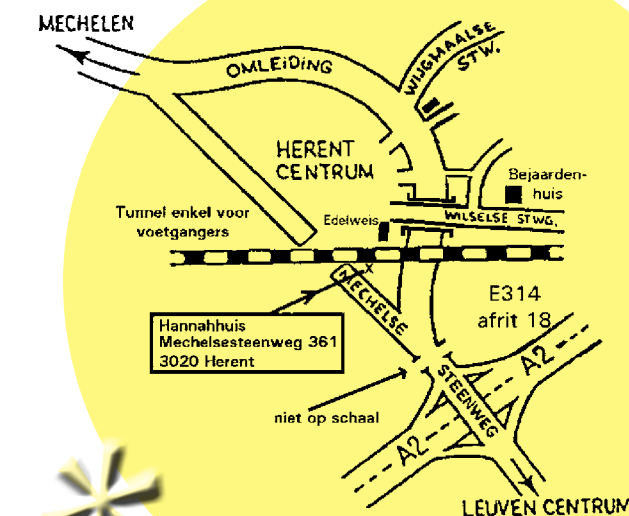 MECHELEN
OMLEIDING
WIJGMAALSE
STW.
HERENT
CENTRUM
Bejaarden-
huis
Tunnel enkel voor
voetgangers
Edelweis
WILSELSE STWG.
x
MECHELSE
E314
afrit 18
Hannahhuis
Mechelsesteenweg 361
3020 Herent
A2
STEENWEG
niet op schaal
A2
LEUVEN CENTRUM